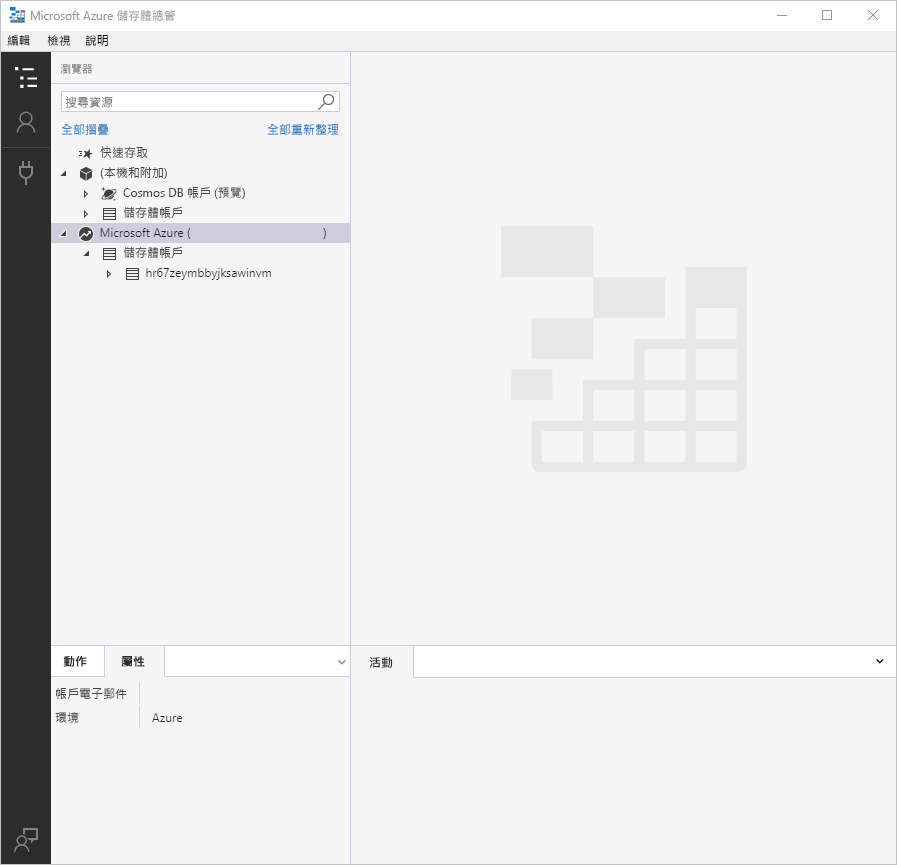 Microsoft Azure 儲存體總管
編輯 檢視 說明
瀏覽器
搜尋資源
全部摺疊 全部重新整理
快速存取
(本機和附加)
Cosmos DB 帳戶 (預覽)
儲存體帳戶
Microsoft Azure ( )
儲存體帳戶
hr67zeymbbyjksawinvm
動作 屬性
活動
帳戶電子郵件
環境 Azure